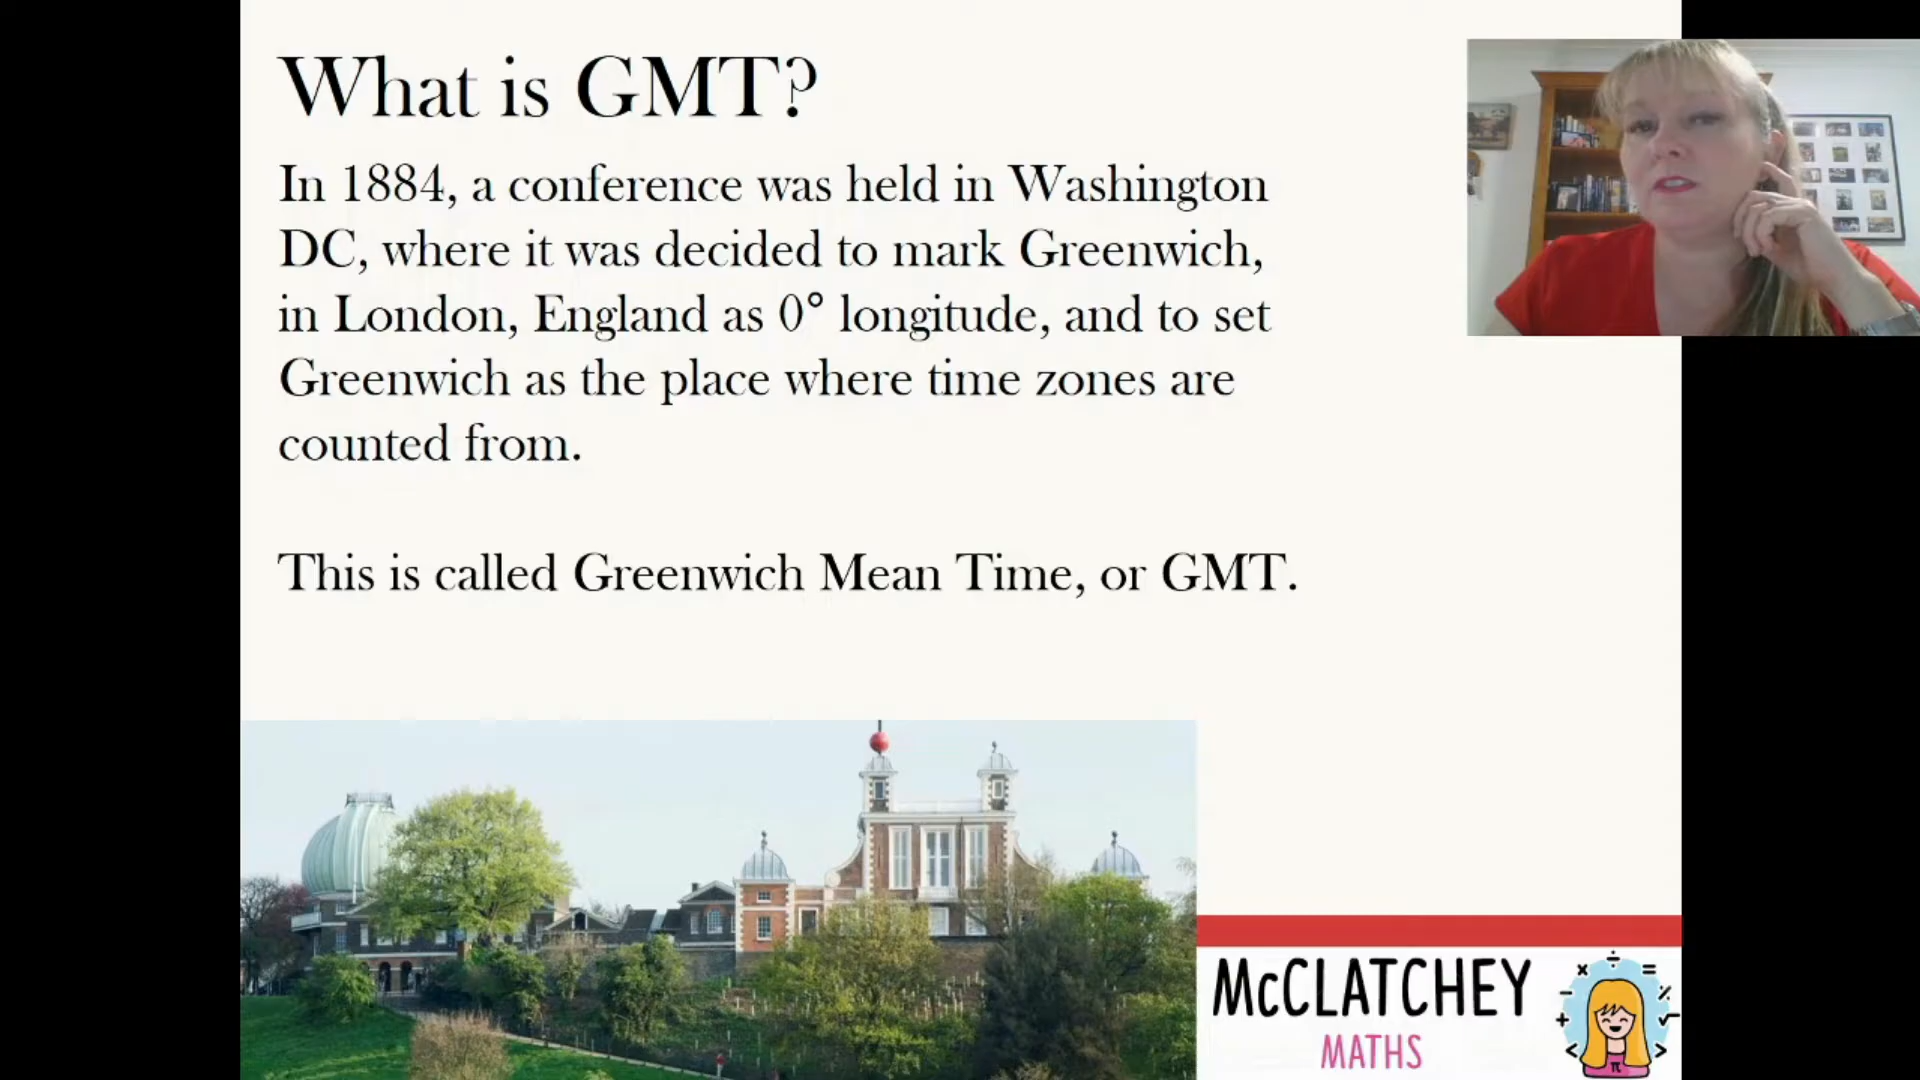 What is GMT?
In 1884, a conference was held in Washington
DC, where it was decided to mark Greenwich,
in London, England as 0° longitude, and to set
Greenwich as the place where time zones are
counted from.
This is called Greenwich Mean Time, or GMT.
McCLATCHEY
MATHS
× ÷ =
- %
+ √
< >
π